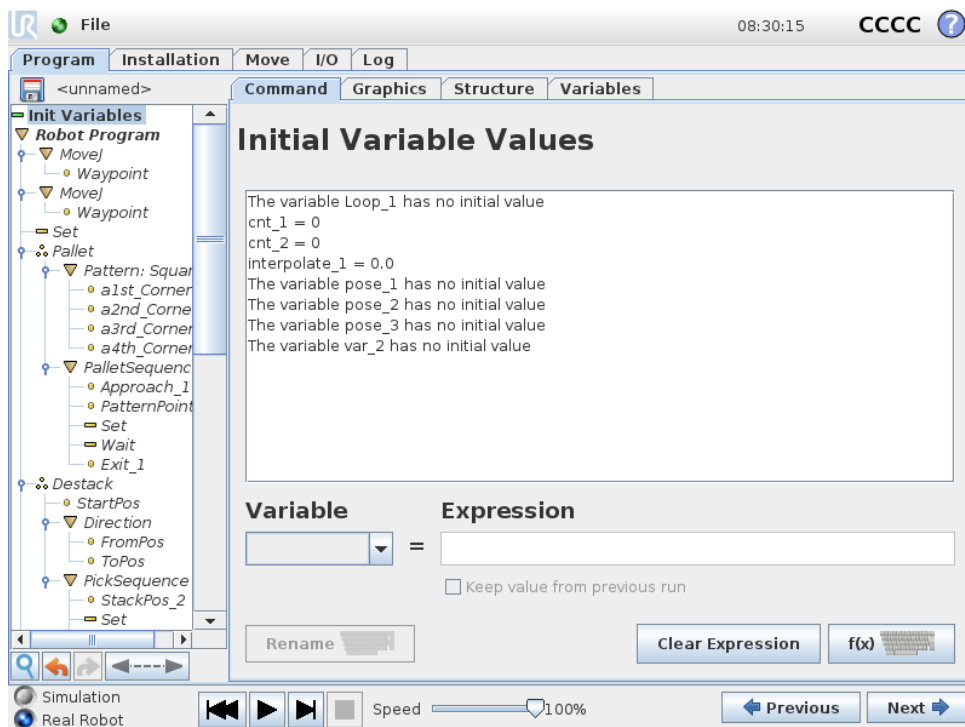 UR File 08:30:15 CCCC ?
Program Installation Move I/O Log
<unnamed>
Command Graphics Structure Variables
Init Variables
Robot Program
MoveJ
Waypoint
MoveJ
Waypoint
Set
Pallet
Pattern: Squar
a1st_Corner
a2nd_Corne
a3rd_Corner
a4th_Corner
PalletSequenc
Approach_1
PatternPoint
Set
Wait
Exit_1
Destack
StartPos
Direction
FromPos
ToPos
PickSequence
StackPos_2
Set
Initial Variable Values
The variable Loop_1 has no initial value
cnt_1 = 0
cnt_2 = 0
interpolate_1 = 0.0
The variable pose_1 has no initial value
The variable pose_2 has no initial value
The variable pose_3 has no initial value
The variable var_2 has no initial value
Variable Expression
=
Keep value from previous run
Rename Clear Expression f(x)
Simulation
Real Robot
Speed 100% Previous Next